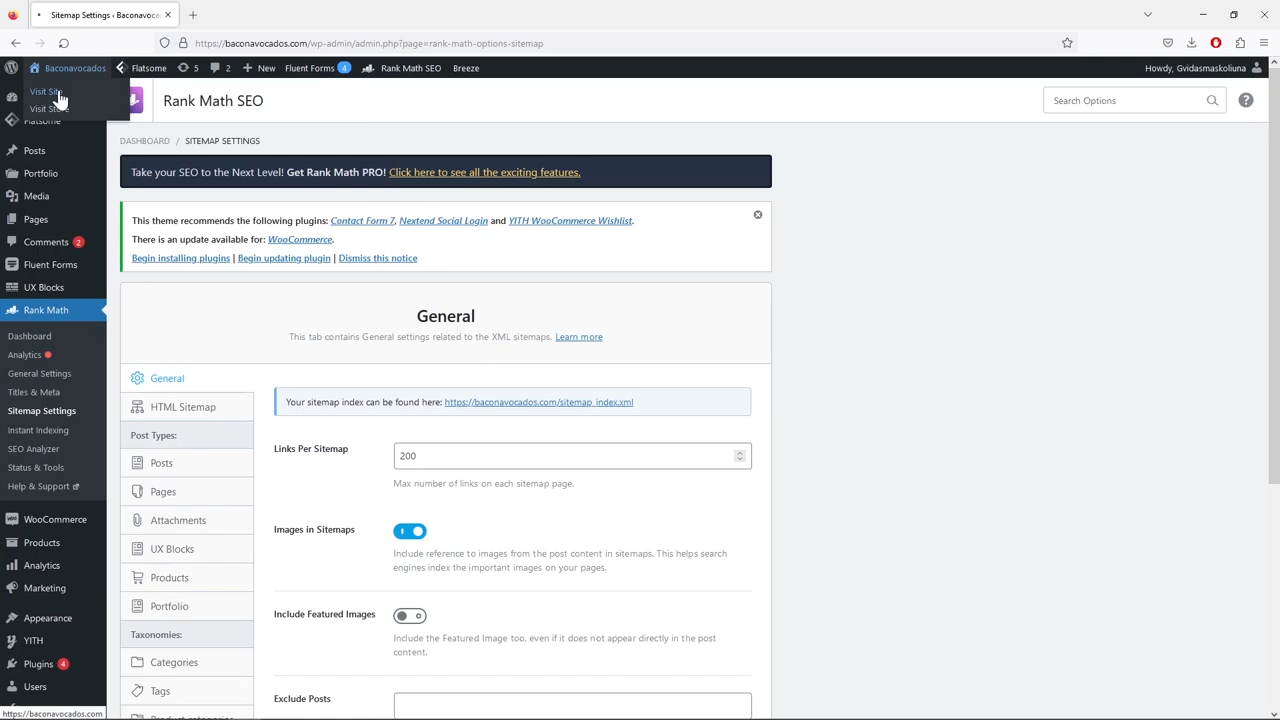 Sitemap Settings ‹ Baconavocados
https://baconavocados.com/wp-admin/admin.php?page=rank-math-options-sitemap
Baconavocados
Flatsome
5
2
New
Fluent Forms 4
Rank Math SEO
Breeze
Howdy, Gvidasmaskoliuna
Visit Site
Visit Store
Flatsome
Posts
Portfolio
Media
Pages
Comments 2
Fluent Forms
UX Blocks
Rank Math
Dashboard
Analytics
General Settings
Titles & Meta
Sitemap Settings
Instant Indexing
SEO Analyzer
Status & Tools
Help & Support
WooCommerce
Products
Analytics
Marketing
Appearance
YITH
Plugins 4
Users
https://baconavocados.com
Rank Math SEO
Search Options
DASHBOARD / SITEMAP SETTINGS
Take your SEO to the Next Level! Get Rank Math PRO! Click here to see all the exciting features.
This theme recommends the following plugins: Contact Form 7, Nextend Social Login and YITH WooCommerce Wishlist.
There is an update available for: WooCommerce.
Begin installing plugins | Begin updating plugin | Dismiss this notice
General
This tab contains General settings related to the XML sitemaps. Learn more
General
HTML Sitemap
Post Types:
Posts
Pages
Attachments
UX Blocks
Products
Portfolio
Taxonomies:
Categories
Tags
Product categories
Your sitemap index can be found here: https://baconavocados.com/sitemap_index.xml
Links Per Sitemap
200
Max number of links on each sitemap page.
Images in Sitemaps
Include reference to images from the post content in sitemaps. This helps search
engines index the important images on your pages.
Include Featured Images
Include the Featured Image too, even if it does not appear directly in the post
content.
Exclude Posts